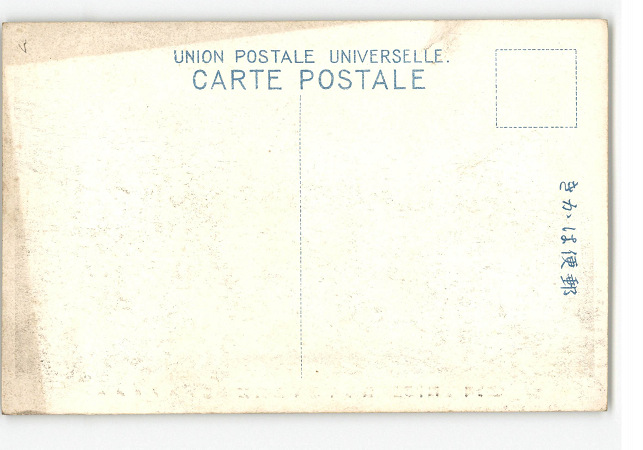 UNION POSTALE UNIVERSELLE.
CARTE POSTALE
きかは便郵